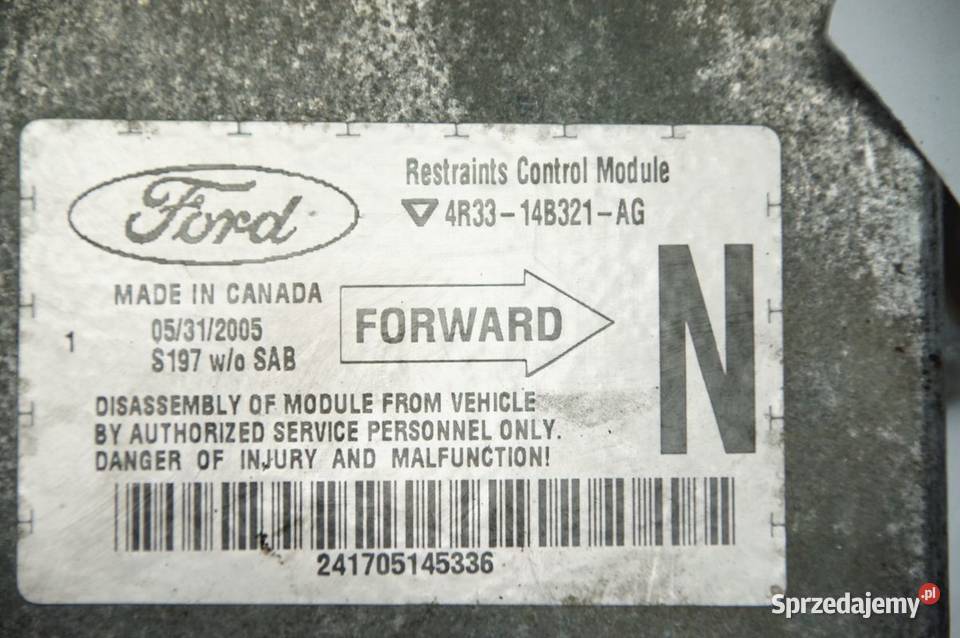 Ford
Restraints Control Module
4R33-14B321-AG
MADE IN CANADA
05/31/2005
1
S197 w/o SAB
FORWARD
N
DISASSEMBLY OF MODULE FROM VEHICLE
BY AUTHORIZED SERVICE PERSONNEL ONLY.
DANGER OF INJURY AND MALFUNCTION!
241705145336
Sprzedajemy.pl